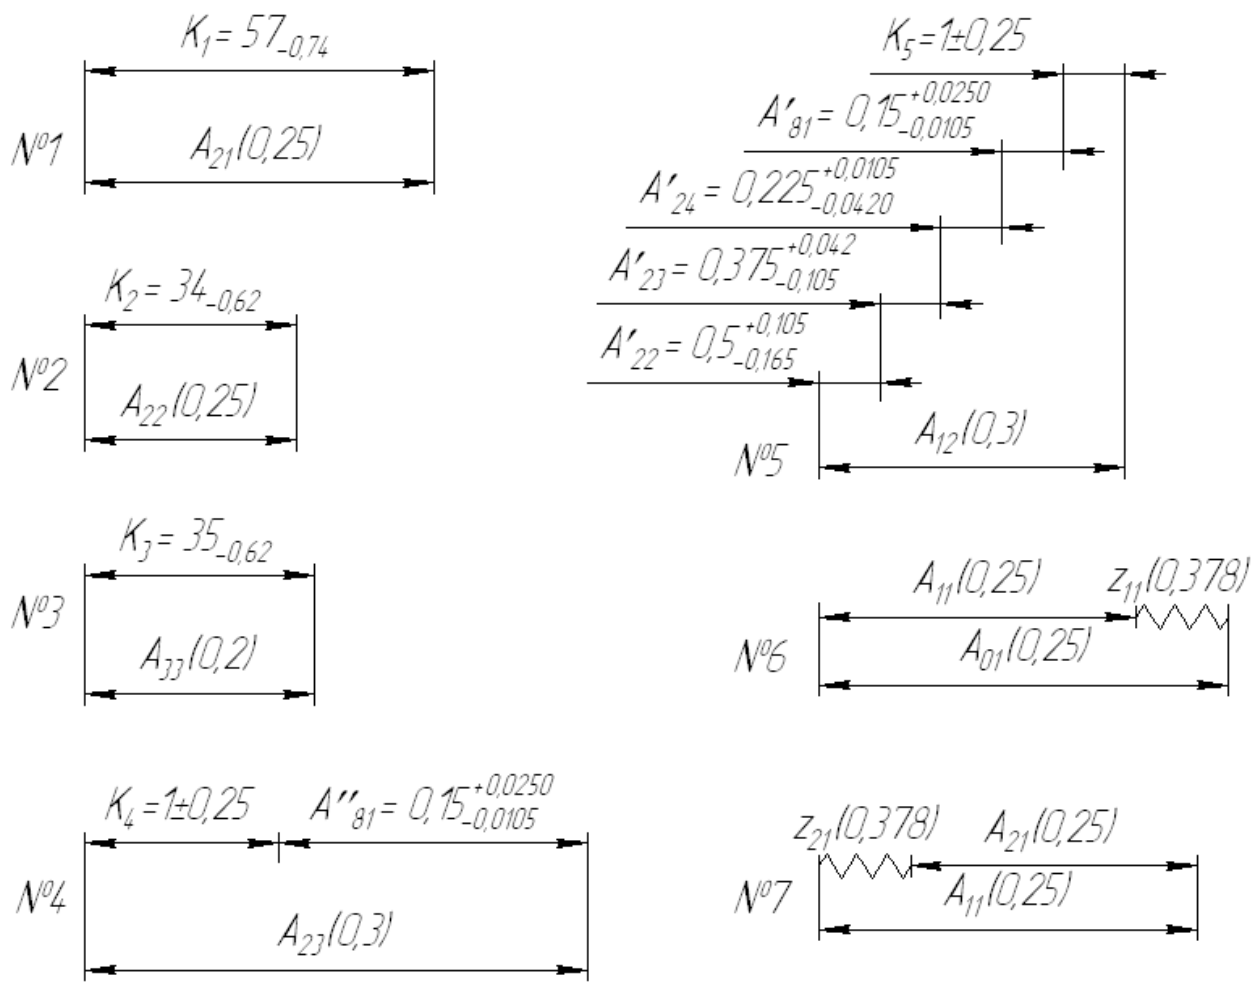 K₁ = 57₋₀,₇₄
№1
A₂₁(0,25)
K₂ = 34₋₀,₆₂
№2
A₂₂(0,25)
K₃ = 35₋₀,₆₂
№3
A₃₃(0,2)
K₄ = 1±0,25
A″₈₁ = 0,15 +0,0250 -0,0105
№4
A₂₃(0,3)
K₅ = 1±0,25
A′₈₁ = 0,15 +0,0250 -0,0105
A′₂₄ = 0,225 +0,0105 -0,0420
A′₂₃ = 0,375 +0,042 -0,105
A′₂₂ = 0,5 +0,105 -0,165
№5
A₁₂(0,3)
A₁₁(0,25)
z₁₁(0,378)
№6
A₀₁(0,25)
z₂₁(0,378)
A₂₁(0,25)
№7
A₁₁(0,25)